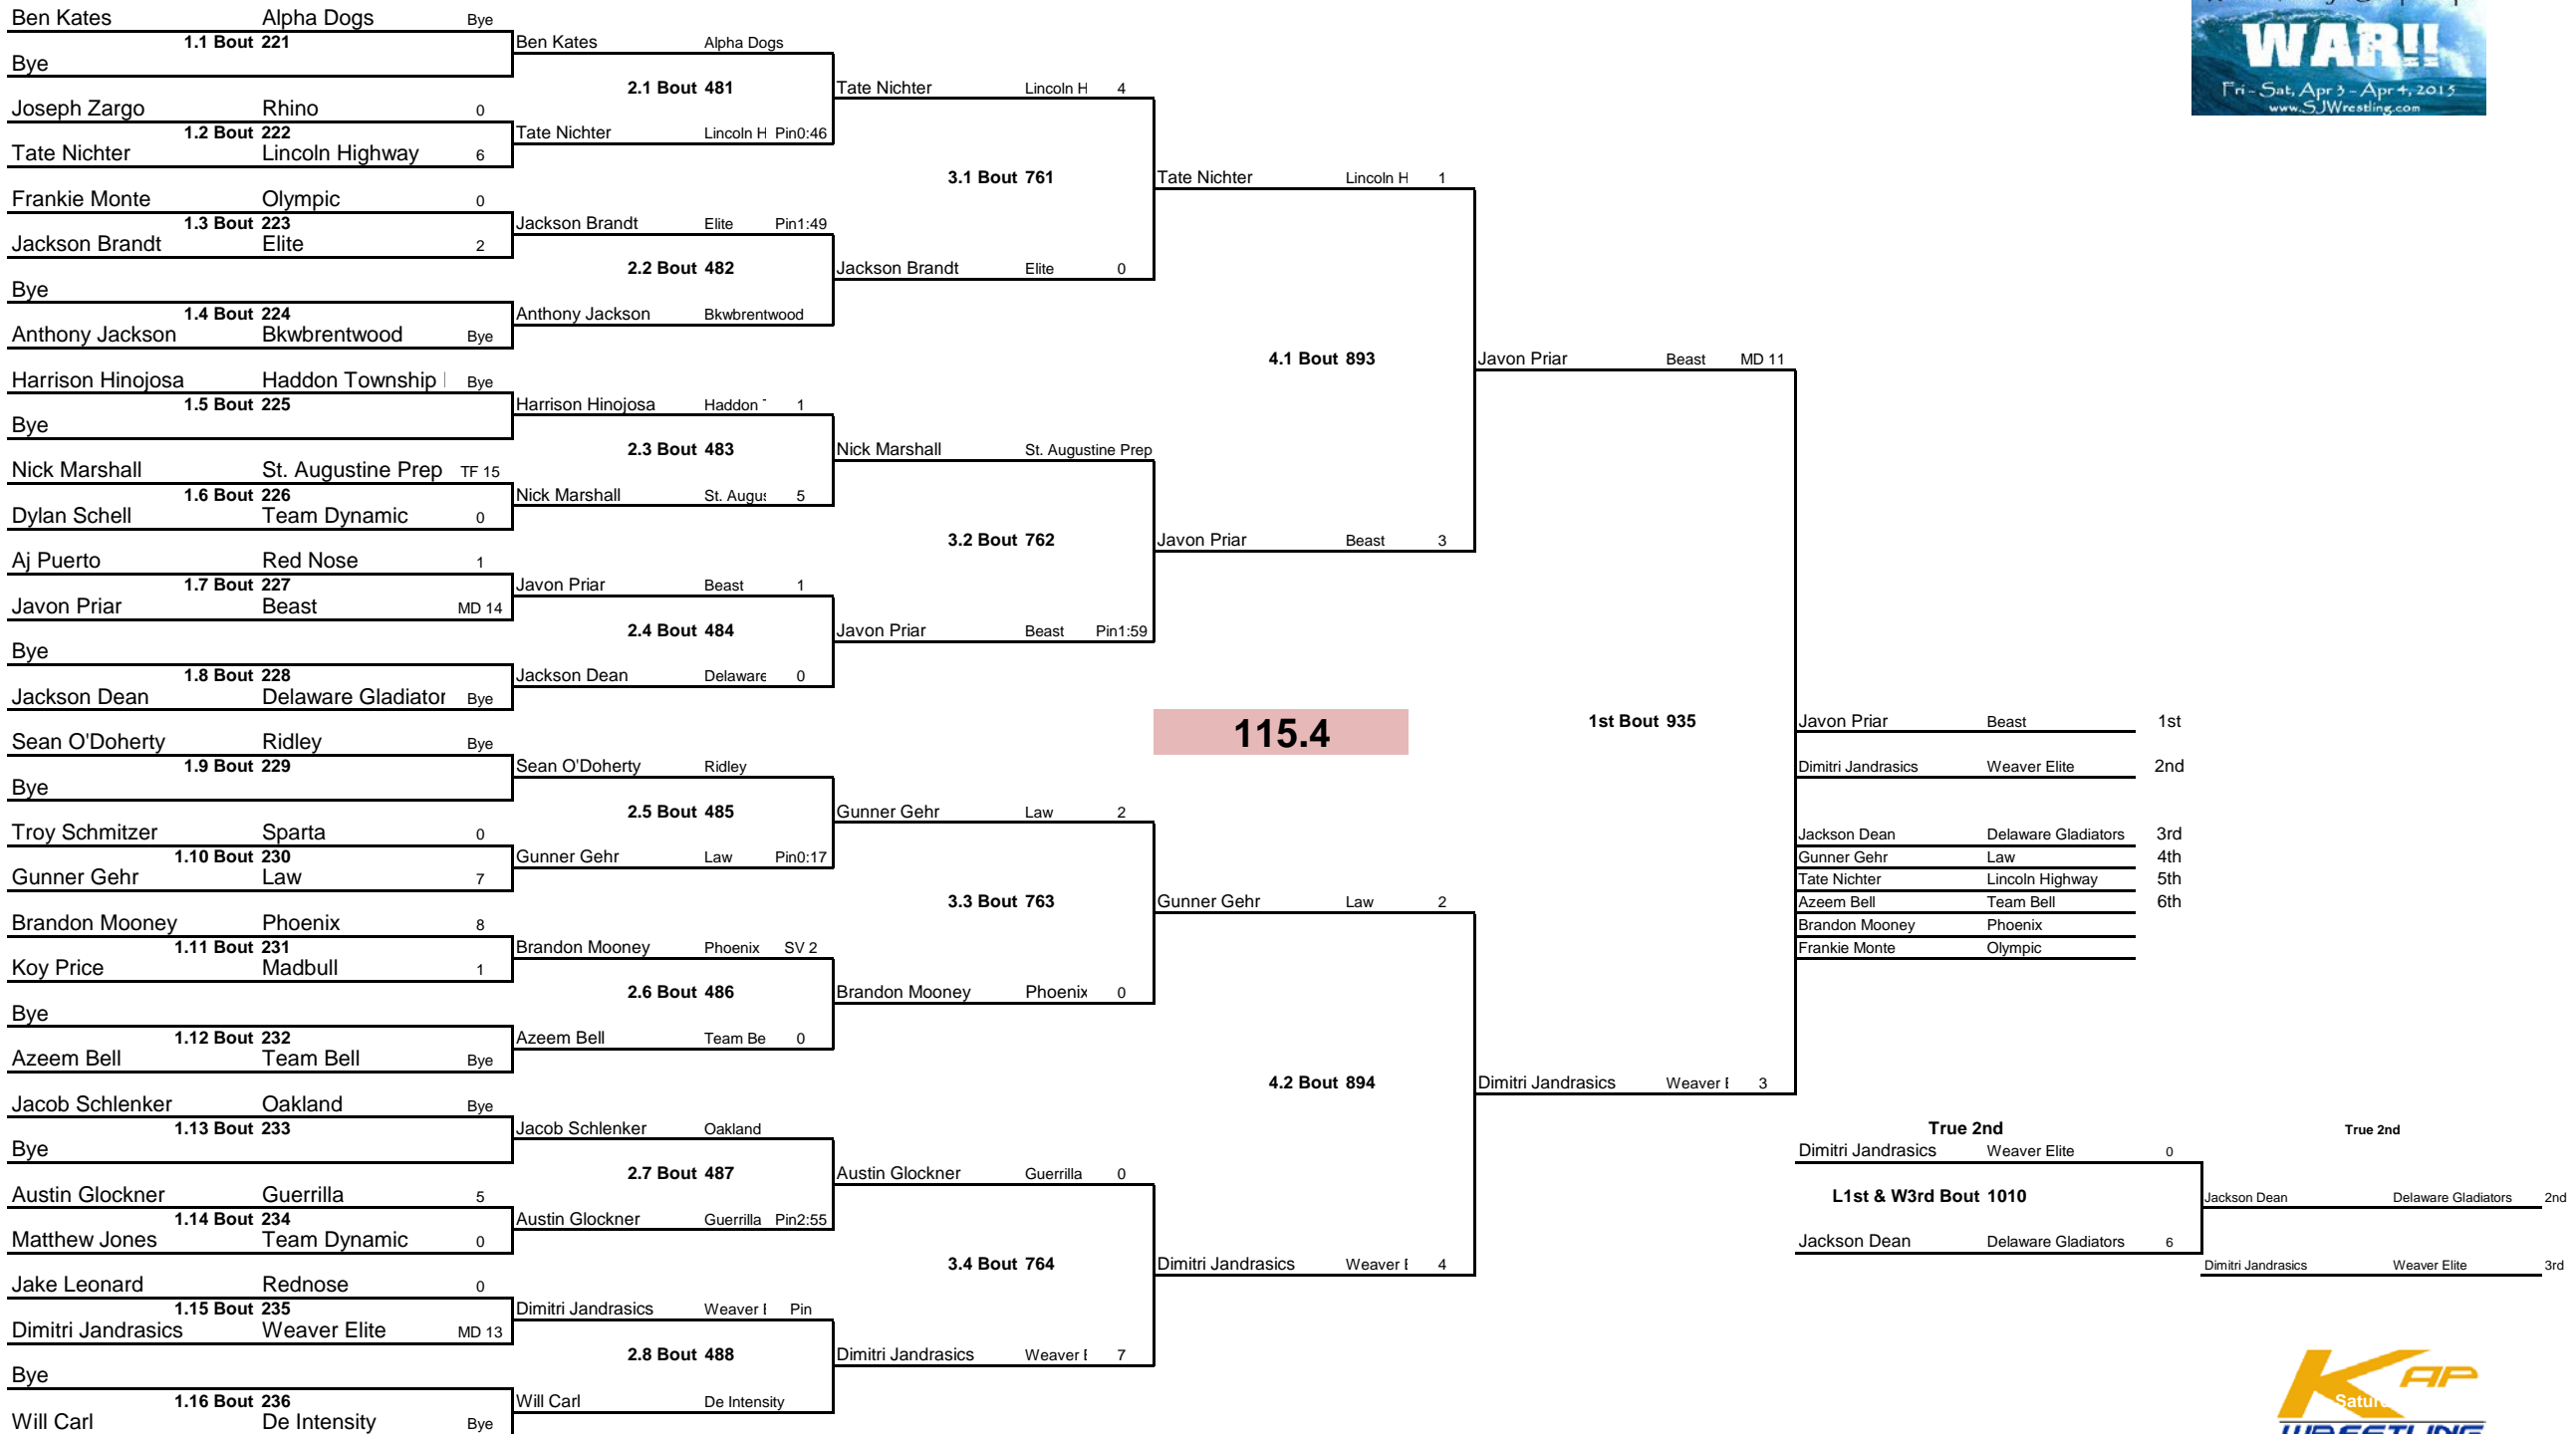 Ben Kates Alpha Dogs Bye
1.1 Bout 221
Bye
Joseph Zargo Rhino 0
1.2 Bout 222
Tate Nichter Lincoln Highway 6
Frankie Monte Olympic 0
1.3 Bout 223
Jackson Brandt Elite 2
Bye
1.4 Bout 224
Anthony Jackson Bkwbrentwood Bye
Harrison Hinojosa Haddon Township Bye
1.5 Bout 225
Bye
Nick Marshall St. Augustine Prep TF 15
1.6 Bout 226
Dylan Schell Team Dynamic 0
Aj Puerto Red Nose 1
1.7 Bout 227
Javon Priar Beast MD 14
Bye
1.8 Bout 228
Jackson Dean Delaware Gladiator Bye
Sean O'Doherty Ridley Bye
1.9 Bout 229
Bye
Troy Schmitzer Sparta 0
1.10 Bout 230
Gunner Gehr Law 7
Brandon Mooney Phoenix 8
1.11 Bout 231
Koy Price Madbull 1
Bye
1.12 Bout 232
Azeem Bell Team Bell Bye
Jacob Schlenker Oakland Bye
1.13 Bout 233
Bye
Austin Glockner Guerrilla 5
1.14 Bout 234
Matthew Jones Team Dynamic 0
Jake Leonard Rednose 0
1.15 Bout 235
Dimitri Jandrasics Weaver Elite MD 13
Bye
1.16 Bout 236
Will Carl De Intensity Bye
Ben Kates Alpha Dogs
2.1 Bout 481
Tate Nichter Lincoln H Pin0:46
Jackson Brandt Elite Pin1:49
2.2 Bout 482
Anthony Jackson Bkwbrentwood
Harrison Hinojosa Haddon 1
2.3 Bout 483
Nick Marshall St. Augus 5
Javon Priar Beast 1
2.4 Bout 484
Jackson Dean Delaware 0
Sean O'Doherty Ridley
2.5 Bout 485
Gunner Gehr Law Pin0:17
Brandon Mooney Phoenix SV 2
2.6 Bout 486
Azeem Bell Team Be 0
Jacob Schlenker Oakland
2.7 Bout 487
Austin Glockner Guerrilla Pin2:55
Dimitri Jandrasics Weaver Pin
2.8 Bout 488
Will Carl De Intensity
Tate Nichter Lincoln H 4
3.1 Bout 761
Jackson Brandt Elite 0
Nick Marshall St. Augustine Prep
3.2 Bout 762
Javon Priar Beast Pin1:59
Gunner Gehr Law 2
3.3 Bout 763
Brandon Mooney Phoenix 0
Austin Glockner Guerrilla 0
3.4 Bout 764
Dimitri Jandrasics Weaver 7
Tate Nichter Lincoln H 1
4.1 Bout 893
Javon Priar Beast 3
115.4
Gunner Gehr Law 2
4.2 Bout 894
Dimitri Jandrasics Weaver 4
Javon Priar Beast MD 11
1st Bout 935
Dimitri Jandrasics Weaver 3
Javon Priar Beast 1st
Dimitri Jandrasics Weaver Elite 2nd
Jackson Dean Delaware Gladiators 3rd
Gunner Gehr Law 4th
Tate Nichter Lincoln Highway 5th
Azeem Bell Team Bell 6th
Brandon Mooney Phoenix
Frankie Monte Olympic
True 2nd
Dimitri Jandrasics Weaver Elite 0
L1st & W3rd Bout 1010
Jackson Dean Delaware Gladiators 6
True 2nd
Jackson Dean Delaware Gladiators 2nd
Dimitri Jandrasics Weaver Elite 3rd
WAR!!
Fri - Sat, Apr 3 - Apr 4, 2015
www.SJWrestling.com
KAP
WRESTLING